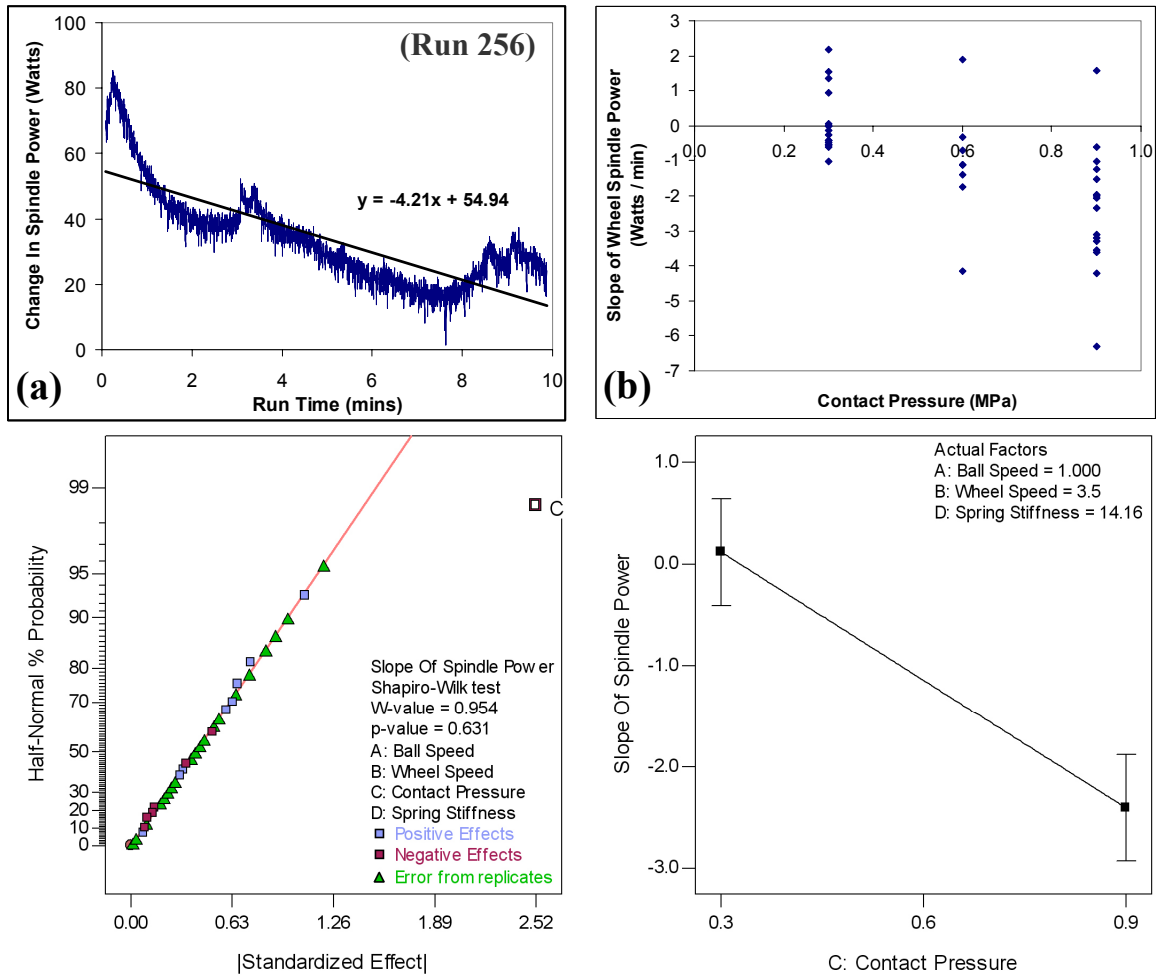 (Run 256)
100
80
60
40
20
0
Change In Spindle Power (Watts)
y = -4.21x + 54.94
0 2 4 6 8 10
Run Time (mins)
(a)
3
2
1
0
-1
-2
-3
-4
-5
-6
-7
Slope of Wheel Spindle Power
(Watts / min)
0.0 0.2 0.4 0.6 0.8 1.0
Contact Pressure (MPa)
(b)
Half-Normal % Probability
99
95
90
80
70
50
30
20
10
0
C
Slope Of Spindle Power
Shapiro-Wilk test
W-value = 0.954
p-value = 0.631
A: Ball Speed
B: Wheel Speed
C: Contact Pressure
D: Spring Stiffness
Positive Effects
Negative Effects
Error from replicates
0.00 0.63 1.26 1.89 2.52
|Standardized Effect|
Actual Factors
A: Ball Speed = 1.000
B: Wheel Speed = 3.5
D: Spring Stiffness = 14.16
Slope Of Spindle Power
1.0
0.0
-1.0
-2.0
-3.0
0.3 0.6 0.9
C: Contact Pressure